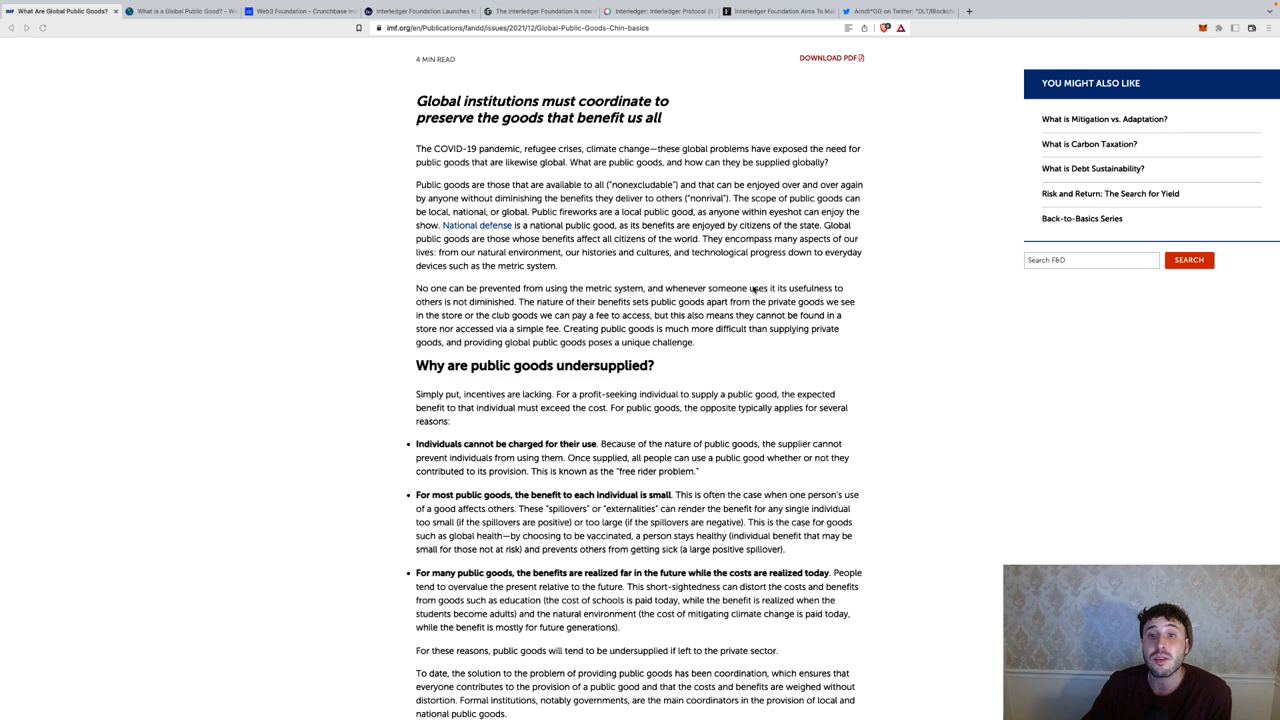 What Are Global Public Goods?
What is a Global Public Good? - Wo
Web3 Foundation - Crunchbase Inv
Interledger Foundation Launches to
The Interledger Foundation is now
Interledger: Interledger Protocol
Interledger Foundation Aims To Ma
Arndt*GG on Twitter: "DLT/Blockch
imf.org/en/Publications/fandd/issues/2021/12/Global-Public-Goods-Chin-basics
4 MIN READ
DOWNLOAD PDF
Global institutions must coordinate to
preserve the goods that benefit us all
The COVID-19 pandemic, refugee crises, climate change—these global problems have exposed the need for
public goods that are likewise global. What are public goods, and how can they be supplied globally?
Public goods are those that are available to all ("nonexcludable") and that can be enjoyed over and over again
by anyone without diminishing the benefits they deliver to others ("nonrival"). The scope of public goods can
be local, national, or global. Public fireworks are a local public good, as anyone within eyeshot can enjoy the
show. National defense is a national public good, as its benefits are enjoyed by citizens of the state. Global
public goods are those whose benefits affect all citizens of the world. They encompass many aspects of our
lives: from our natural environment, our histories and cultures, and technological progress down to everyday
devices such as the metric system.
No one can be prevented from using the metric system, and whenever someone uses it its usefulness to
others is not diminished. The nature of their benefits sets public goods apart from the private goods we see
in the store or the club goods we can pay a fee to access, but this also means they cannot be found in a
store nor accessed via a simple fee. Creating public goods is much more difficult than supplying private
goods, and providing global public goods poses a unique challenge.
Why are public goods undersupplied?
Simply put, incentives are lacking. For a profit-seeking individual to supply a public good, the expected
benefit to that individual must exceed the cost. For public goods, the opposite typically applies for several
reasons:
• Individuals cannot be charged for their use. Because of the nature of public goods, the supplier cannot
prevent individuals from using them. Once supplied, all people can use a public good whether or not they
contributed to its provision. This is known as the "free rider problem."
• For most public goods, the benefit to each individual is small. This is often the case when one person's use
of a good affects others. These "spillovers" or "externalities" can render the benefit for any single individual
too small (if the spillovers are positive) or too large (if the spillovers are negative). This is the case for goods
such as global health—by choosing to be vaccinated, a person stays healthy (individual benefit that may be
small for those not at risk) and prevents others from getting sick (a large positive spillover).
• For many public goods, the benefits are realized far in the future while the costs are realized today. People
tend to overvalue the present relative to the future. This short-sightedness can distort the costs and benefits
from goods such as education (the cost of schools is paid today, while the benefit is realized when the
students become adults) and the natural environment (the cost of mitigating climate change is paid today,
while the benefit is mostly for future generations).
For these reasons, public goods will tend to be undersupplied if left to the private sector.
To date, the solution to the problem of providing public goods has been coordination, which ensures that
everyone contributes to the provision of a public good and that the costs and benefits are weighed without
distortion. Formal institutions, notably governments, are the main coordinators in the provision of local and
national public goods.
YOU MIGHT ALSO LIKE
What is Mitigation vs. Adaptation?
What is Carbon Taxation?
What is Debt Sustainability?
Risk and Return: The Search for Yield
Back-to-Basics Series
Search F&D
SEARCH